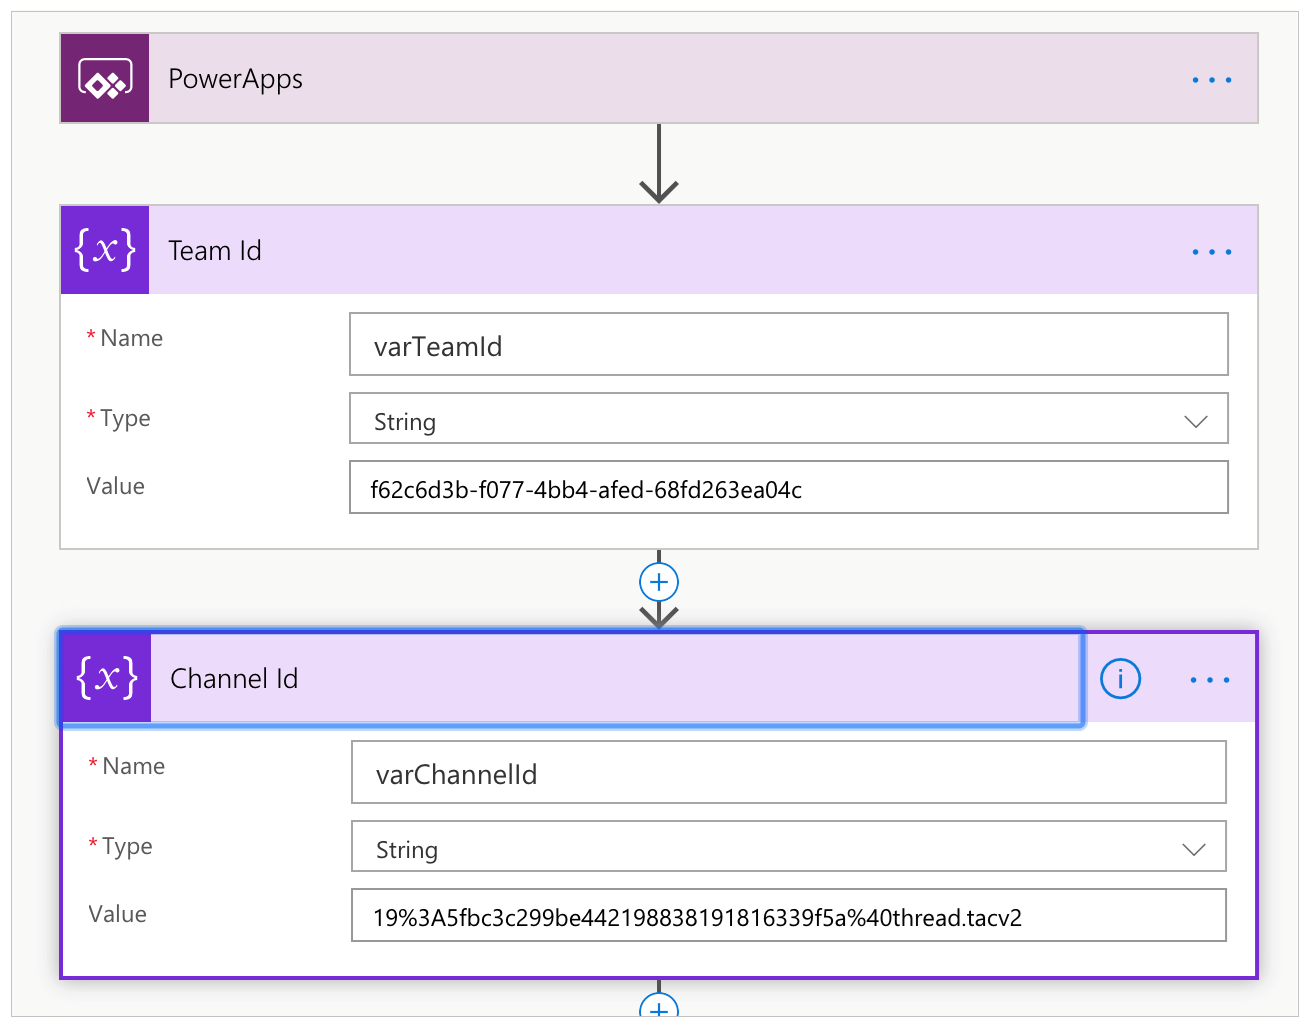 PowerApps
{x} Team Id
* Name varTeamId
* Type String
Value f62c6d3b-f077-4bb4-afed-68fd263ea04c
{x} Channel Id
* Name varChannelId
* Type String
Value 19%3A5fbc3c299be442198838191816339f5a%40thread.tacv2